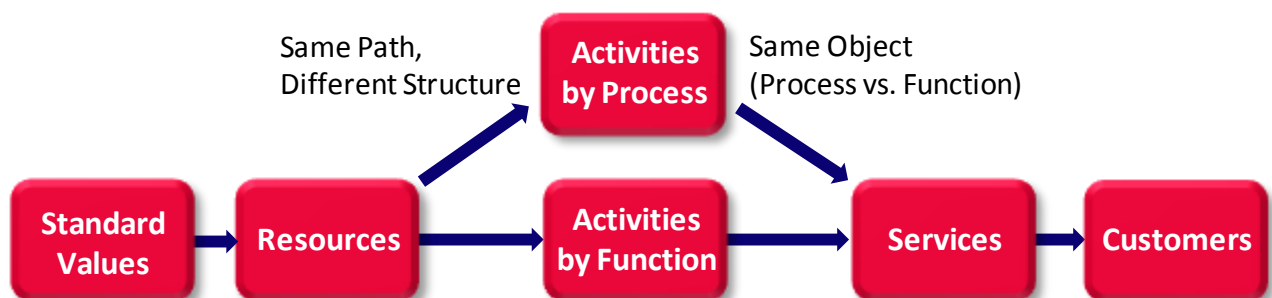 Same Path,
Different Structure
Activities
by Process
Same Object
(Process vs. Function)
Standard
Values
Resources
Activities
by Function
Services
Customers